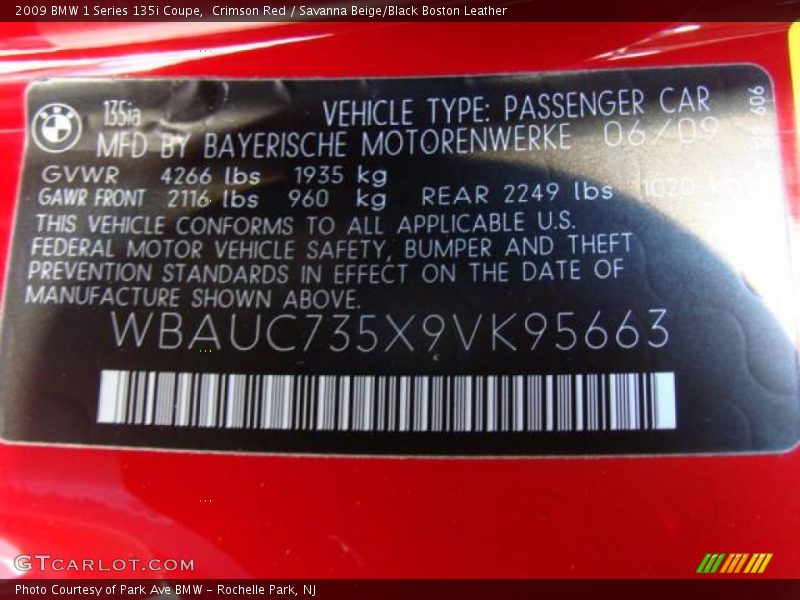 2009 BMW 1 Series 135i Coupe,  Crimson Red / Savanna Beige/Black Boston Leather
BMW 135ia VEHICLE TYPE: PASSENGER CAR
MFD BY BAYERISCHE MOTORENWERKE 06/09
GVWR 4266 lbs 1935 kg
GAWR FRONT 2116 lbs 960 kg REAR 2249 lbs 1020
THIS VEHICLE CONFORMS TO ALL APPLICABLE U.S.
FEDERAL MOTOR VEHICLE SAFETY, BUMPER AND THEFT
PREVENTION STANDARDS IN EFFECT ON THE DATE OF
MANUFACTURE SHOWN ABOVE.
WBAUC735X9VK95663
GTCARLOT.COM
Photo Courtesy of Park Ave BMW - Rochelle Park, NJ